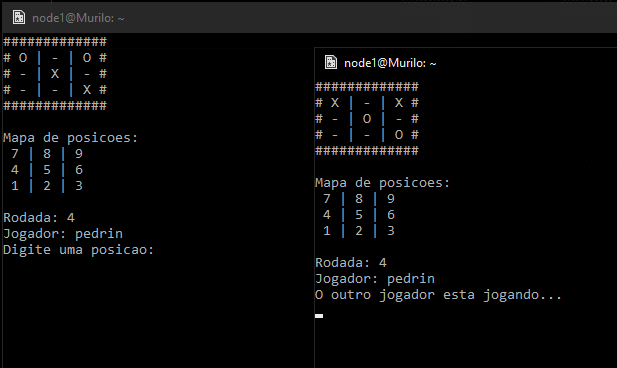 node1@Murilo: ~
#############
# O | - | O #
# - | X | - #
# - | - | X #
#############
Mapa de posicoes:
7 | 8 | 9
4 | 5 | 6
1 | 2 | 3
Rodada: 4
Jogador: pedrin
Digite uma posicao:
node1@Murilo: ~
#############
# X | - | X #
# - | O | - #
# - | - | O #
#############
Mapa de posicoes:
7 | 8 | 9
4 | 5 | 6
1 | 2 | 3
Rodada: 4
Jogador: pedrin
O outro jogador esta jogando...